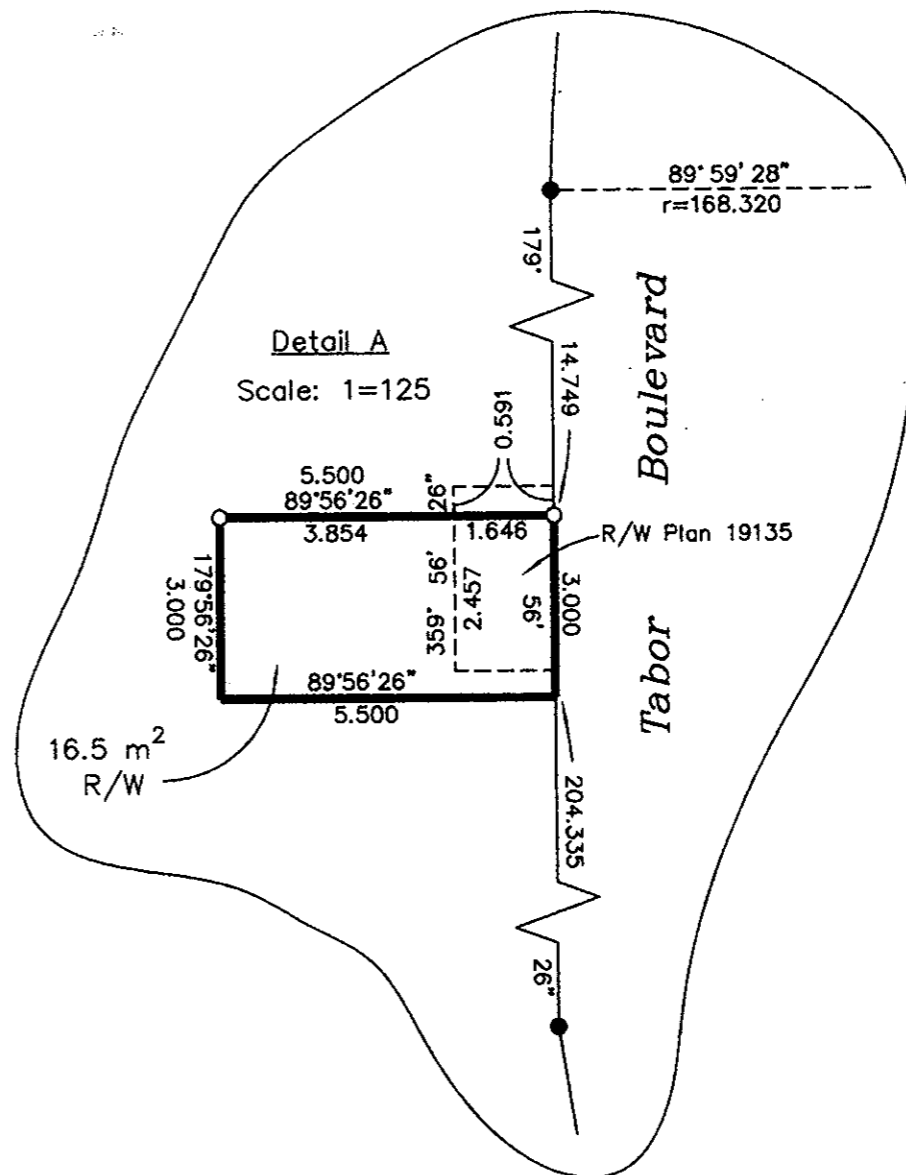 89°59'28"
r=168.320
179°
Boulevard
Detail A
Scale: 1=125
14.749
0.591
5.500
89°56'26"
3.854
26"
1.646
R/W Plan 19135
179°56'26"
3.000
359°
56'
2.457
56'
3.000
Tabor
89°56'26"
5.500
16.5 m²
R/W
204.335
26"